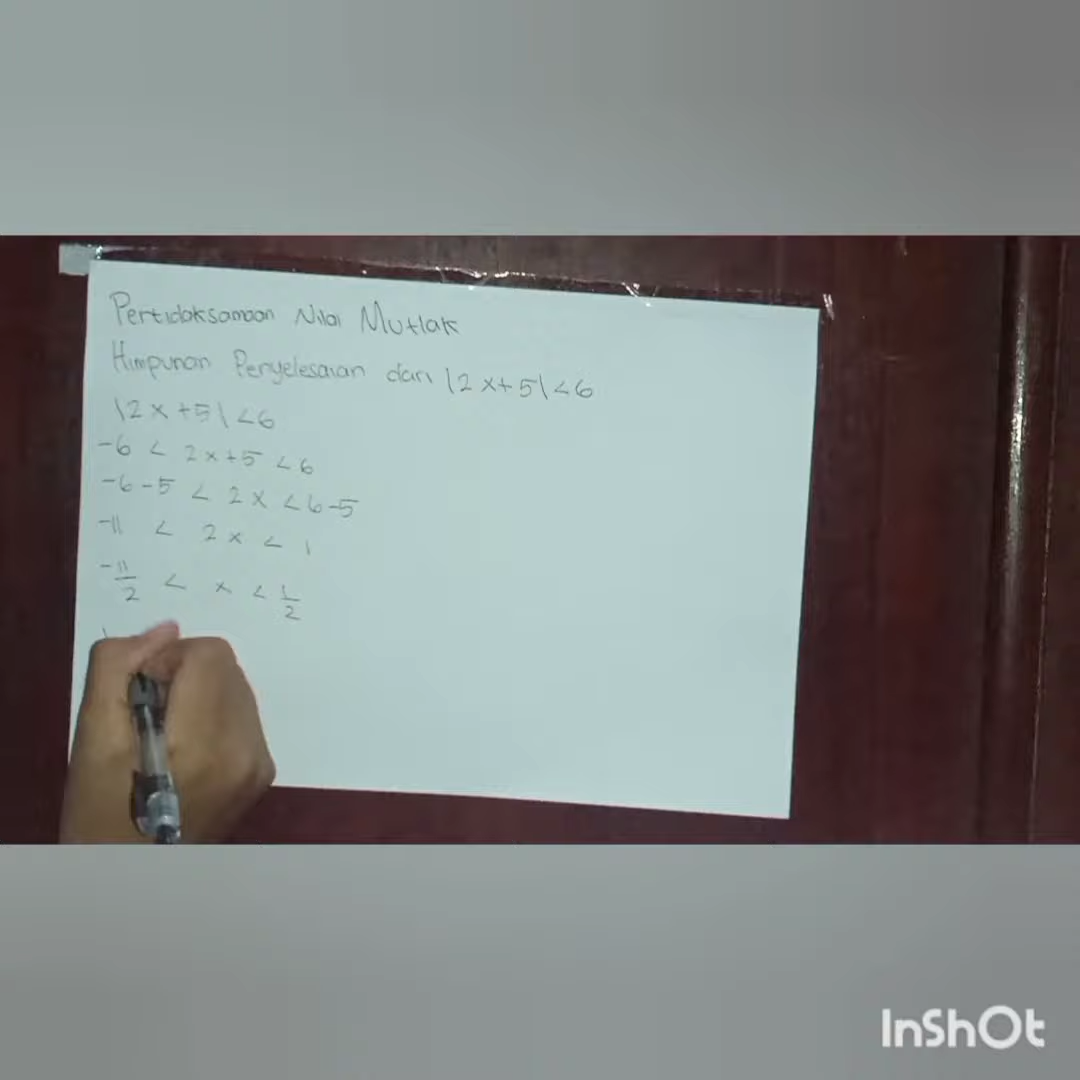 Pertidaksamaan Nilai Mutlak
Himpunan Penyelesaian dari |2x+5|<6
|2x+5|<6
-6 < 2x+5 <6
-6-5 < 2x <6-5
-11 < 2x < 1
-11/2 < x < 1/2
InShOt